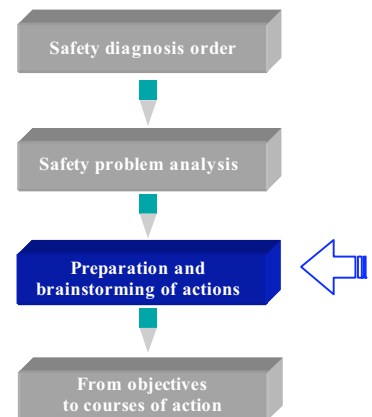 Safety diagnosis order
Safety problem analysis
Preparation and
brainstorming of actions
From objectives
to courses of action